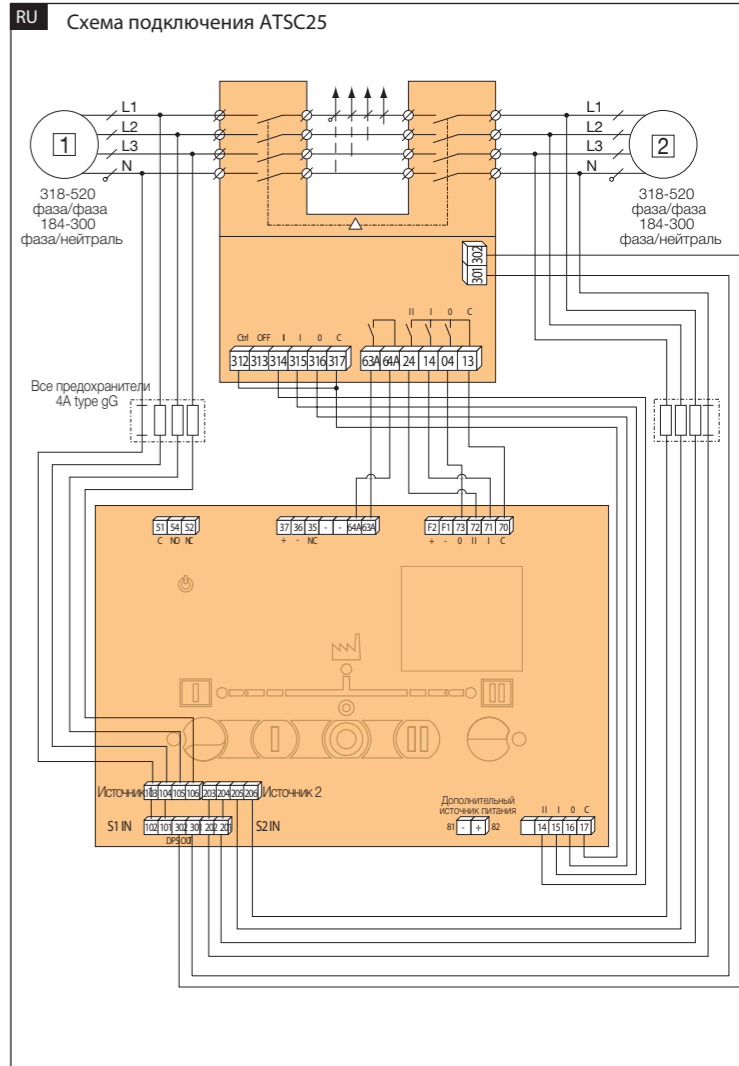 RU Схема подключения ATSC25
L1 L1
L2 L2
1 2
L3 L3
N N
318-520 318-520
фаза/фаза фаза/фаза
184-300 184-300
фаза/нейтраль фаза/нейтраль
302
301
II I 0 C
Ctrl OFF II I 0 C
312 313 314 315 316 317 63A 64A 24 14 04 13
Все предохранители
4A type gG
51 54 52 37 36 35 - - 64A 63A F2 F1 73 72 71 70
C NO NC + - NC + - 0 II I C
I II
I II
Источник 1 103 104 105 106 203 204 205 206 Источник 2
Дополнительный
источник питания
II I 0 C
S1 IN 102 101 302 301 202 201 S2 IN 81 - + 82 14 15 16 17
DPS OUT